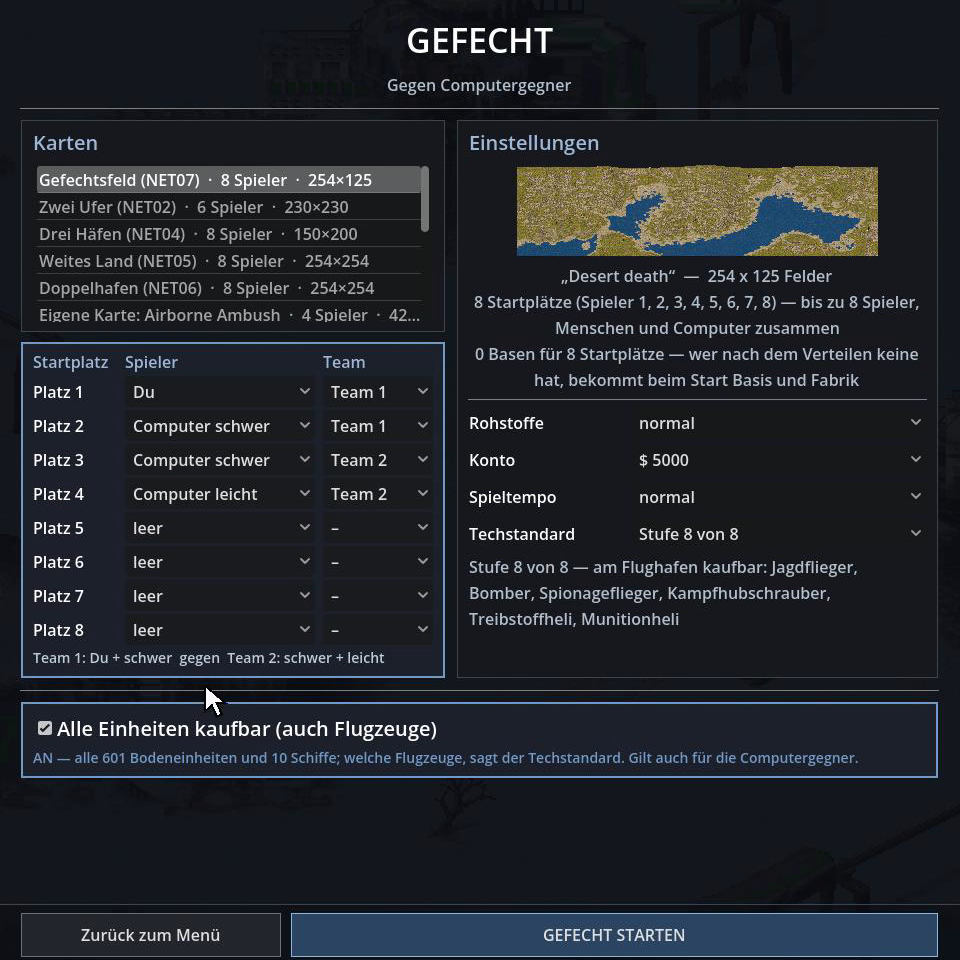 GEFECHT
Gegen Computergegner
Karten
Gefechtsfeld (NET07) · 8 Spieler · 254×125
Zwei Ufer (NET02) · 6 Spieler · 230×230
Drei Häfen (NET04) · 8 Spieler · 150×200
Weites Land (NET05) · 8 Spieler · 254×254
Doppelhafen (NET06) · 8 Spieler · 254×254
Eigene Karte: Airborne Ambush · 4 Spieler · 42...
Startplatz Spieler Team
Platz 1 Du Team 1
Platz 2 Computer schwer Team 1
Platz 3 Computer schwer Team 2
Platz 4 Computer leicht Team 2
Platz 5 leer –
Platz 6 leer –
Platz 7 leer –
Platz 8 leer –
Team 1: Du + schwer gegen Team 2: schwer + leicht
Einstellungen
„Desert death“ — 254 x 125 Felder
8 Startplätze (Spieler 1, 2, 3, 4, 5, 6, 7, 8) — bis zu 8 Spieler,
Menschen und Computer zusammen
0 Basen für 8 Startplätze — wer nach dem Verteilen keine
hat, bekommt beim Start Basis und Fabrik
Rohstoffe normal
Konto $ 5000
Spieltempo normal
Techstandard Stufe 8 von 8
Stufe 8 von 8 — am Flughafen kaufbar: Jagdflieger,
Bomber, Spionageflieger, Kampfhubschrauber,
Treibstoffheli, Munitionheli
Alle Einheiten kaufbar (auch Flugzeuge)
AN — alle 601 Bodeneinheiten und 10 Schiffe; welche Flugzeuge, sagt der Techstandard. Gilt auch für die Computergegner.
Zurück zum Menü
GEFECHT STARTEN